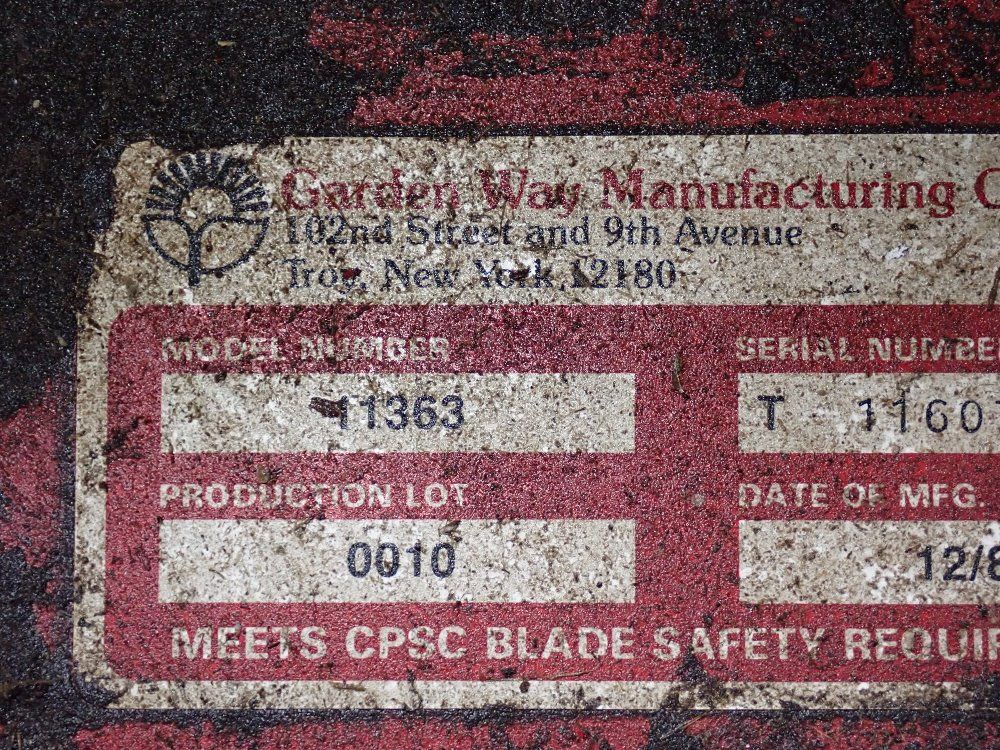 Garden Way Manufacturing C
102nd Street and 9th Avenue
Troy, New York, 12180
MODEL NUMBER SERIAL NUMBE
11363 T 1160
PRODUCTION LOT DATE OF MFG.
0010 12/8
MEETS CPSC BLADE SAFETY REQUIR